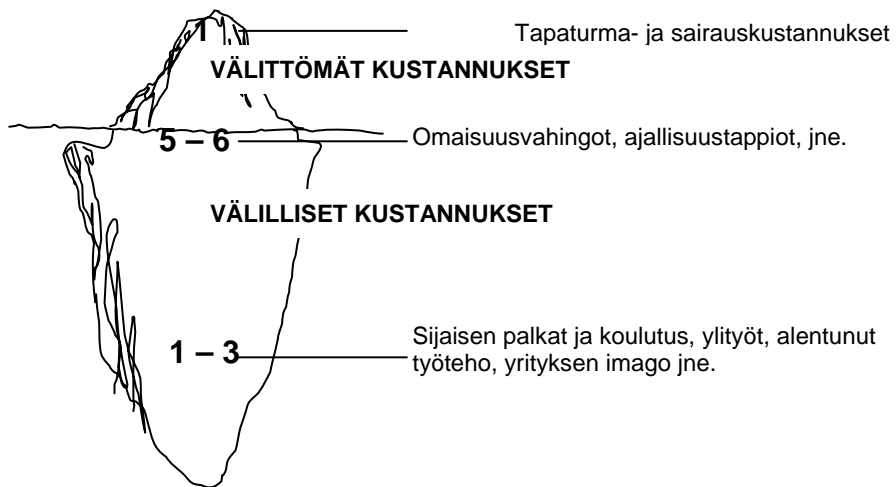 1 Tapaturma- ja sairauskustannukset
VÄLITTÖMÄT KUSTANNUKSET
5 – 6 Omaisuusvahingot, ajallisuustappiot, jne.
VÄLILLISET KUSTANNUKSET
1 – 3 Sijaisen palkat ja koulutus, ylityöt, alentunut
työteho, yrityksen imago jne.